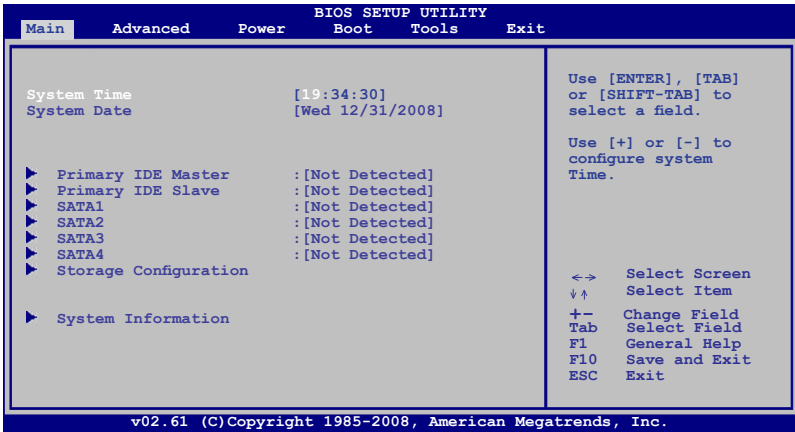 BIOS SETUP UTILITY
Main Advanced Power Boot Tools Exit
System Time [19:34:30]
System Date [Wed 12/31/2008]
Primary IDE Master :[Not Detected]
Primary IDE Slave :[Not Detected]
SATA1 :[Not Detected]
SATA2 :[Not Detected]
SATA3 :[Not Detected]
SATA4 :[Not Detected]
Storage Configuration
System Information
Use [ENTER], [TAB]
or [SHIFT-TAB] to
select a field.
Use [+] or [-] to
configure system
Time.
←→ Select Screen
↓↑ Select Item
+- Change Field
Tab Select Field
F1 General Help
F10 Save and Exit
ESC Exit
v02.61 (C)Copyright 1985-2008, American Megatrends, Inc.